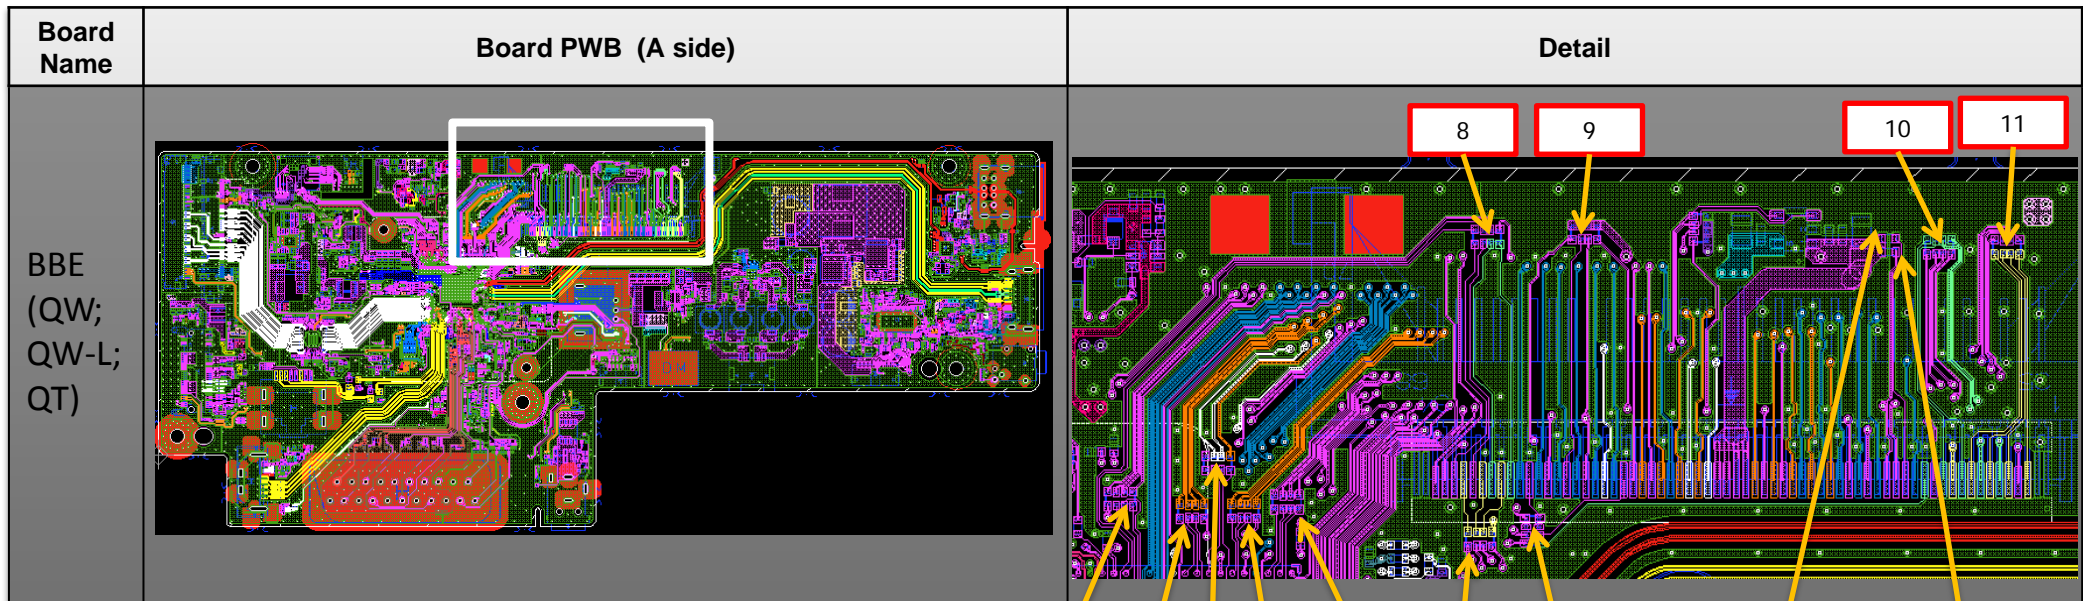 Board
Name
Board PWB (A side)
Detail
BBE
(QW;
QW-L;
QT)
8
9
10
11